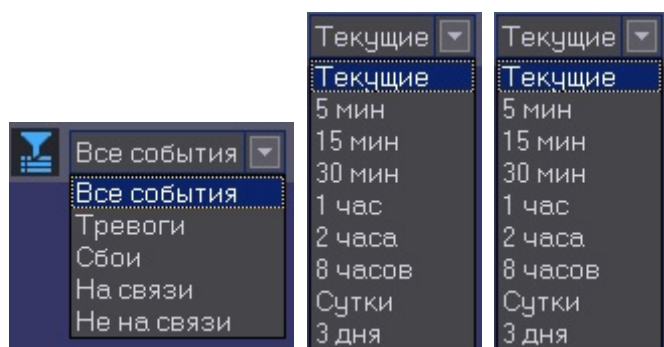 Все события
Все события
Тревоги
Сбои
На связи
Не на связи
Текущие
Текущие
5 мин
15 мин
30 мин
1 час
2 часа
8 часов
Сутки
3 дня
Текущие
Текущие
5 мин
15 мин
30 мин
1 час
2 часа
8 часов
Сутки
3 дня